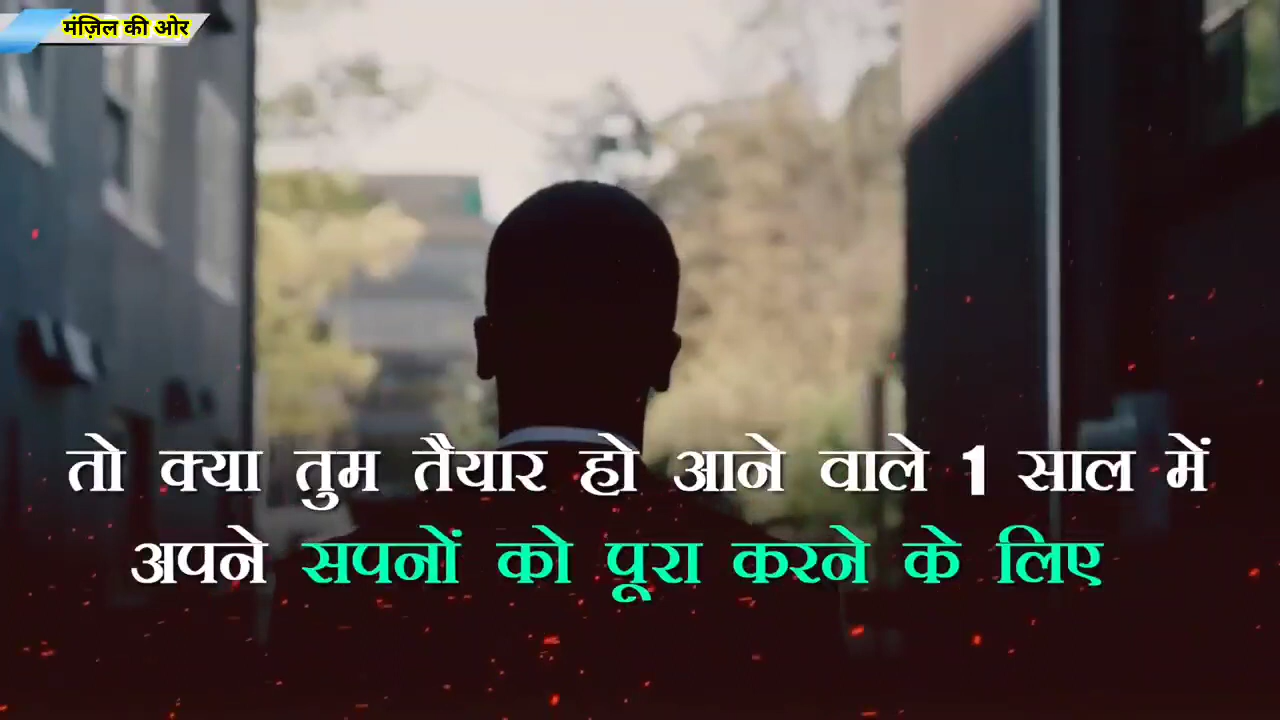 मंज़िल की ओर
तो क्या तुम तैयार हो आने वाले 1 साल में
अपने सपनों को पूरा करने के लिए